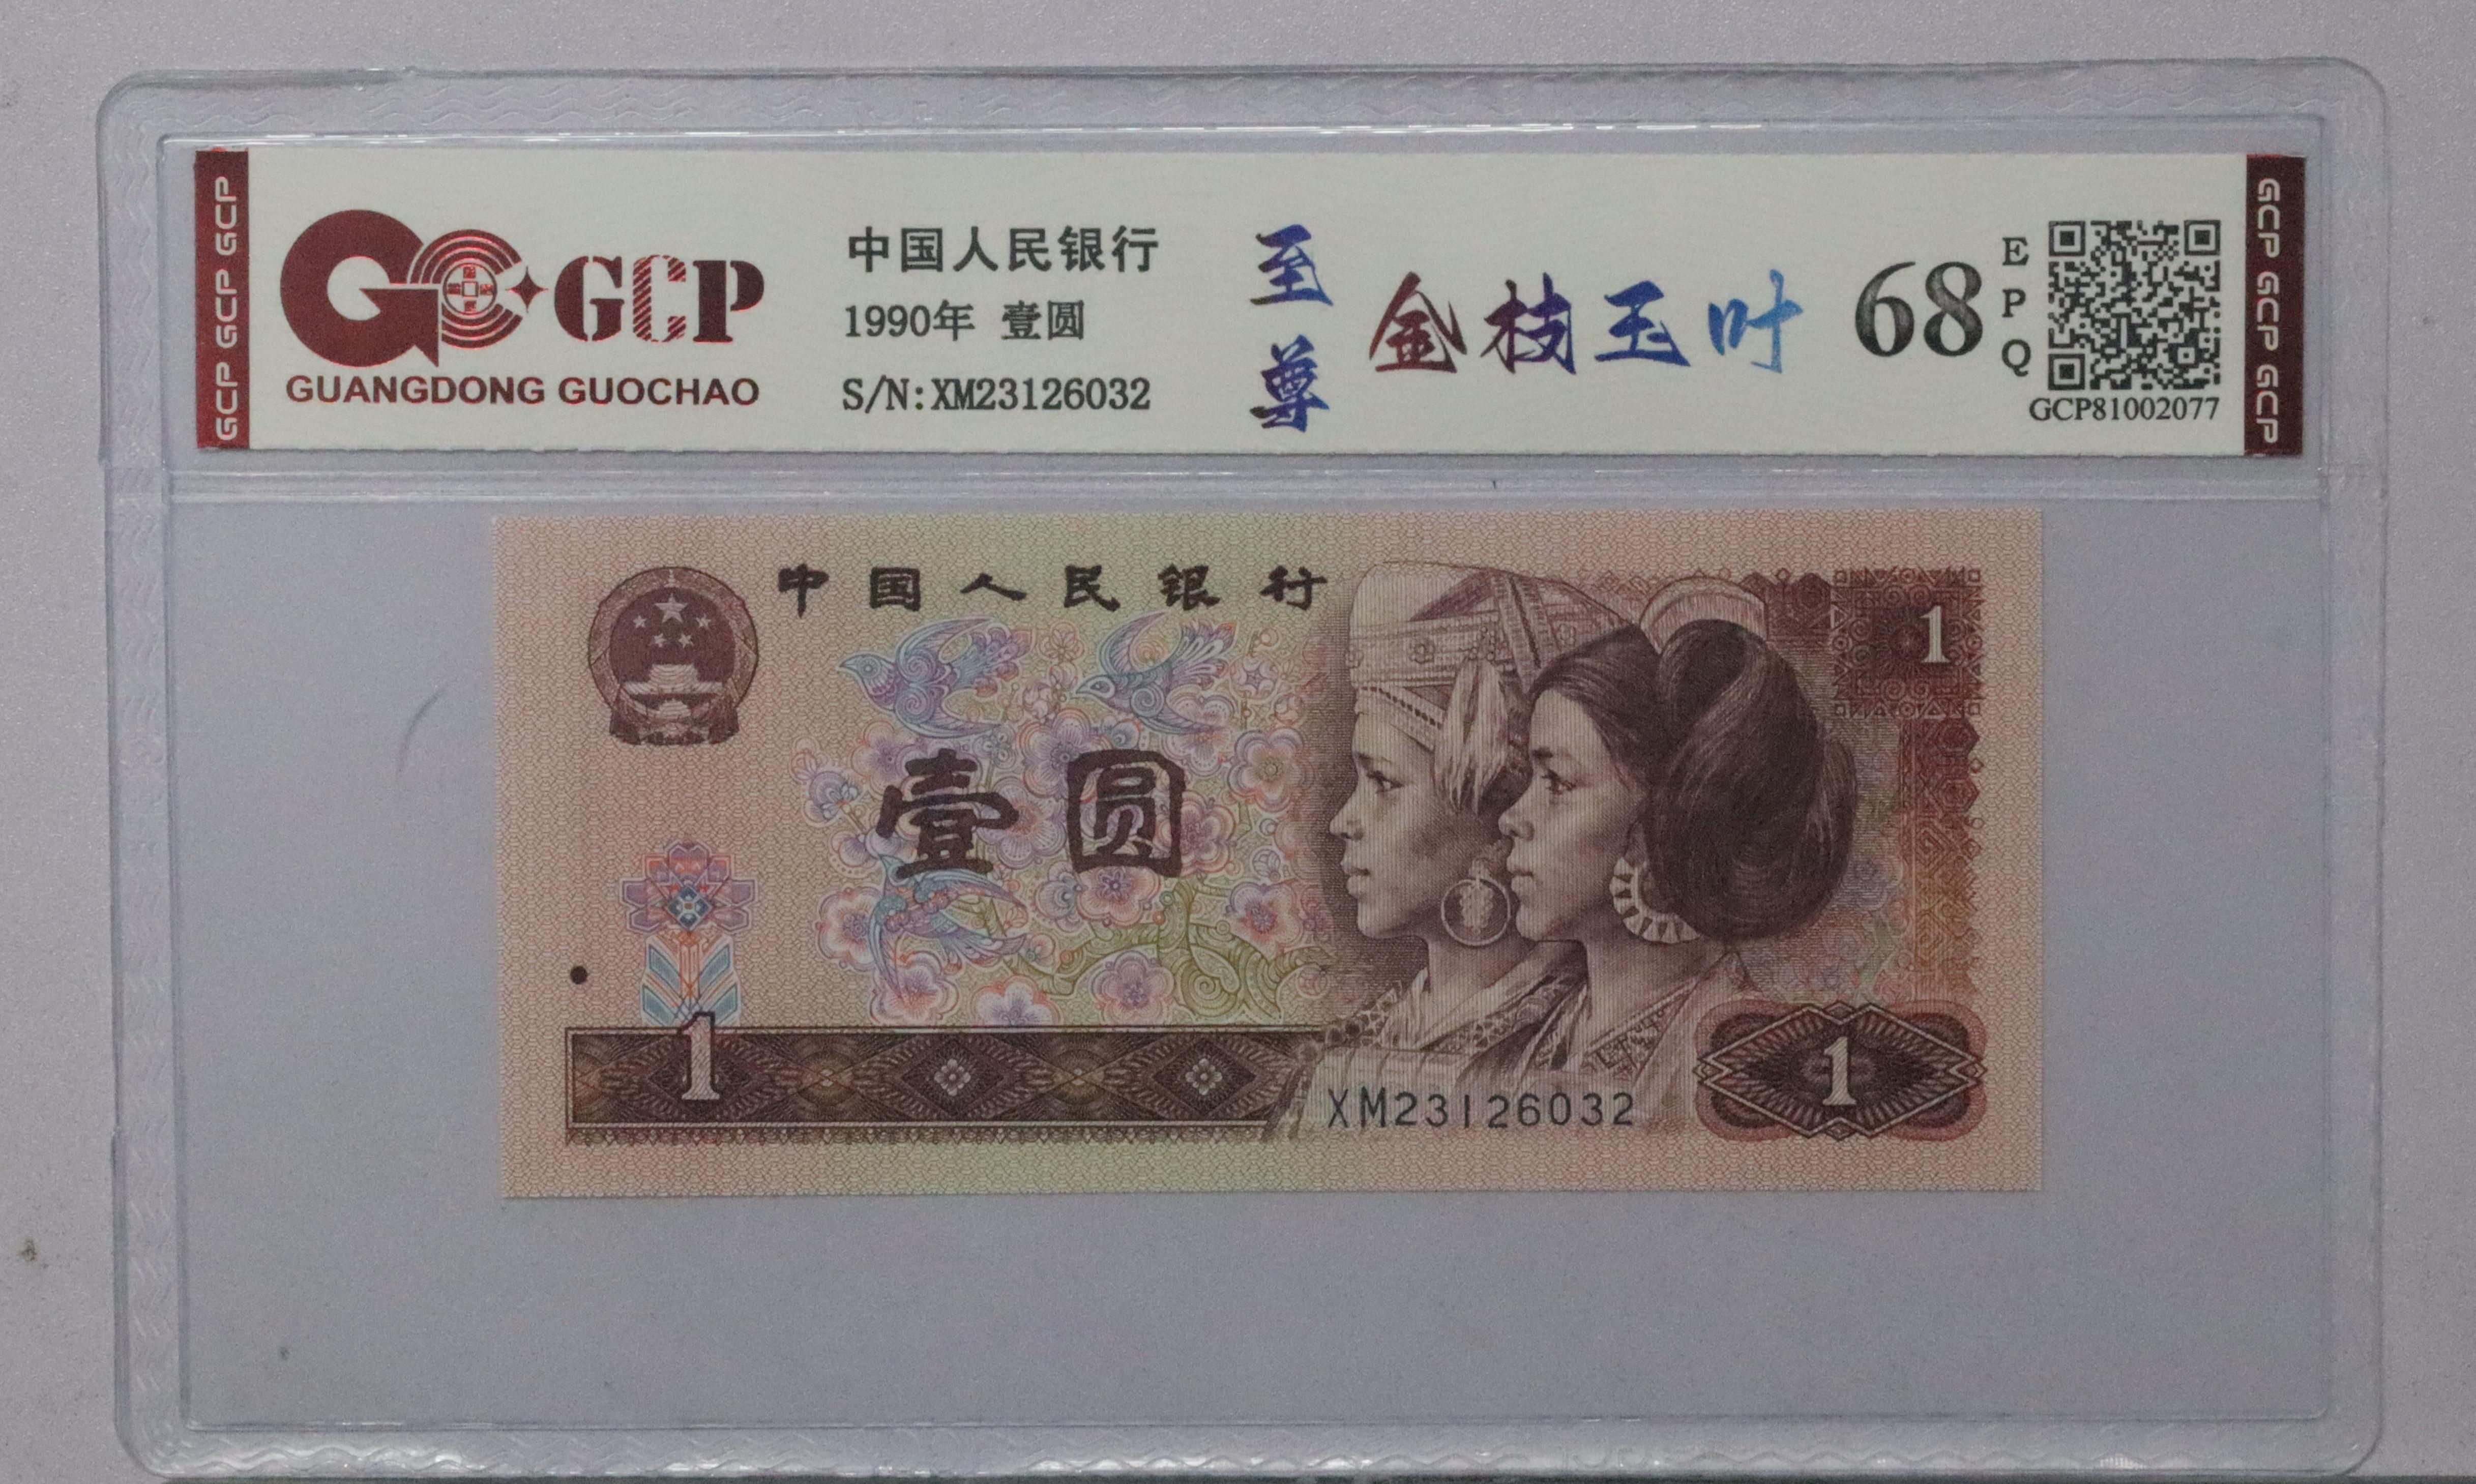 GCP GCP GCP
GCP
GUANGDONG GUOCHAO
中国人民银行
1990年 壹圆
S/N:XM23126032
至尊
金枝玉叶
68
EPQ
GCP81002077
GCP GCP GCP
中国人民银行
1
壹圆
1
1
XM23126032